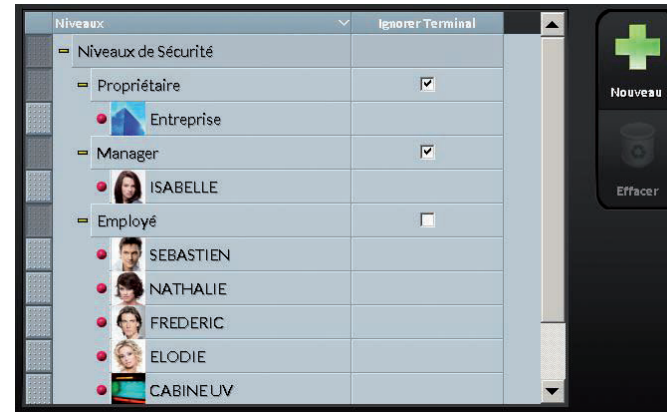 Niveaux Ignorer Terminal
Niveaux de Sécurité
Propriétaire
Entreprise
Manager
ISABELLE
Employé
SEBASTIEN
NATHALIE
FREDERIC
ELODIE
CABINE UV
Nouveau
Effacer